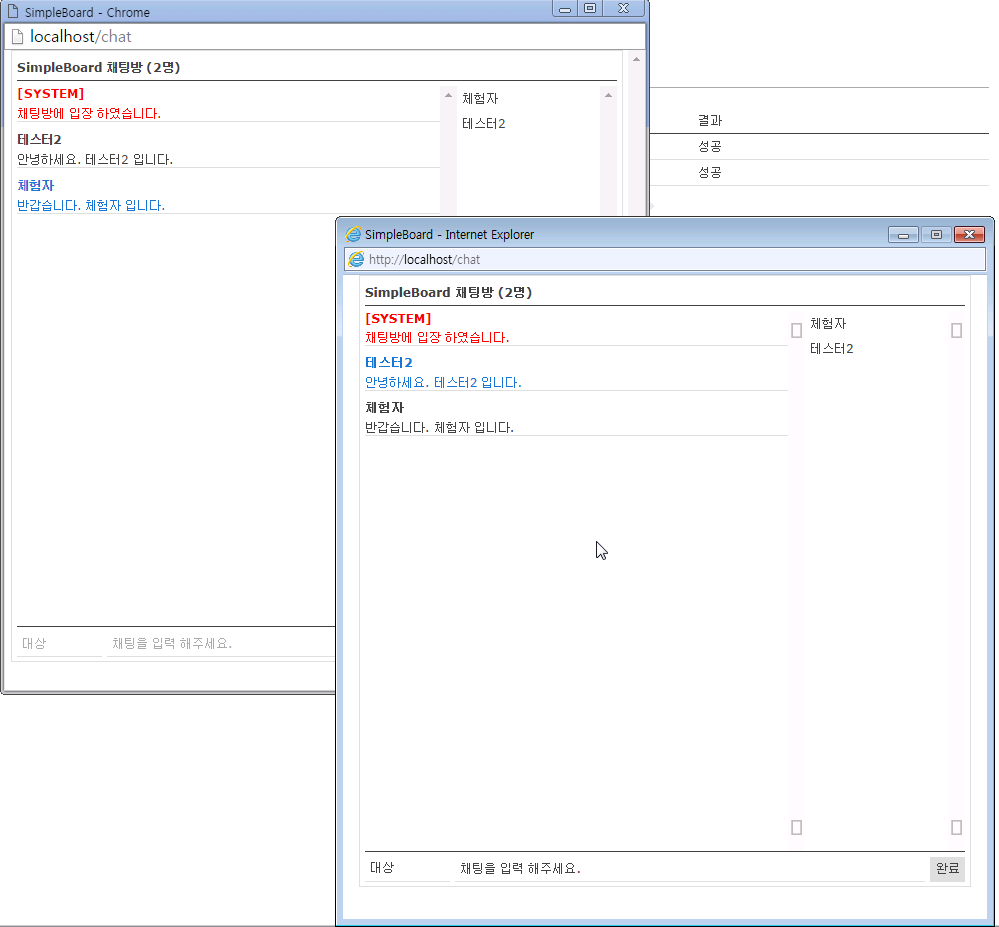 SimpleBoard - Chrome
localhost/chat
SimpleBoard 채팅방 (2명)
[SYSTEM]
채팅방에 입장 하였습니다.
테스터2
안녕하세요. 테스터2 입니다.
체험자
반갑습니다. 체험자 입니다.
체험자
테스터2
대상
채팅을 입력 해주세요.
결과
성공
성공
SimpleBoard - Internet Explorer
http://localhost/chat
SimpleBoard 채팅방 (2명)
[SYSTEM]
채팅방에 입장 하였습니다.
테스터2
안녕하세요. 테스터2 입니다.
체험자
반갑습니다. 체험자 입니다.
체험자
테스터2
대상
채팅을 입력 해주세요.
완료